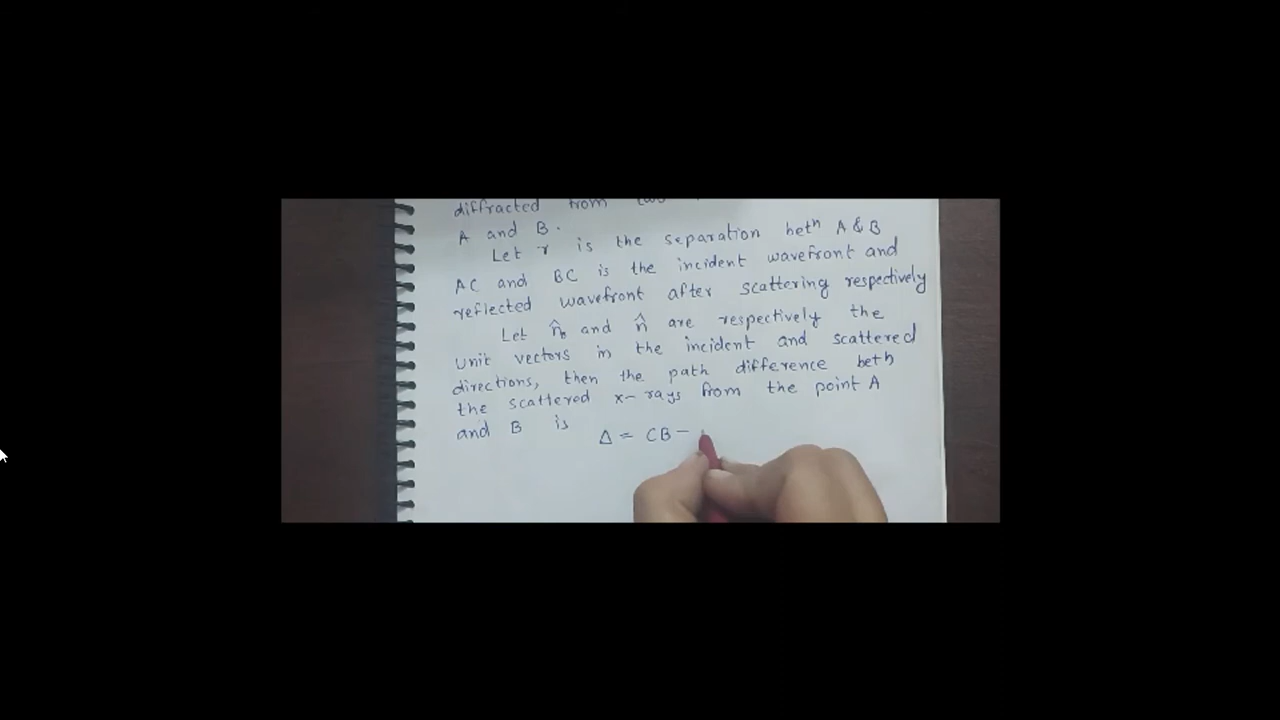 diffracted from two
A and B.
Let r is the separation betn A & B
AC and BC is the incident wavefront and
reflected wavefront after scattering respectively
Let n̂₀ and n̂ are respectively the
unit vectors in the incident and scattered
directions, then the path difference betn
the scattered x-rays from the point A
and B is
Δ = CB -